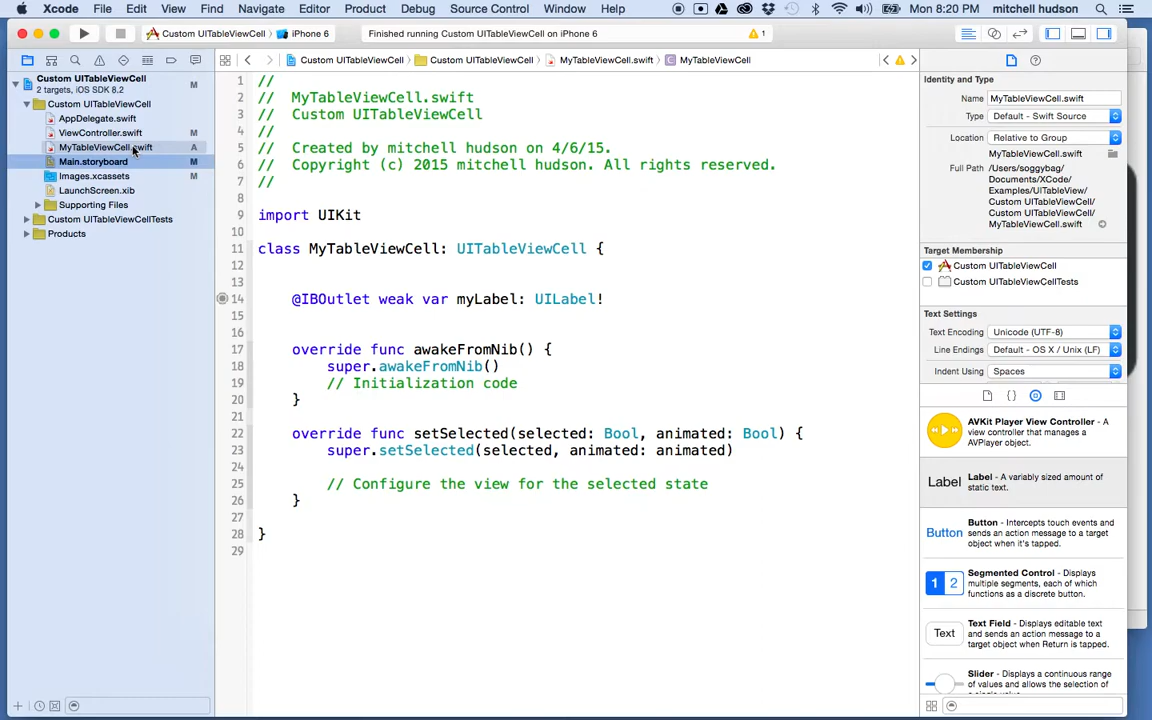 Xcode File Edit View Find Navigate Editor Product Debug Source Control Window Help Mon 8:20 PM mitchell hudson
Custom UITableViewCell iPhone 6 Finished running Custom UITableViewCell on iPhone 6 1
Custom UITableViewCell Custom UITableViewCell MyTableViewCell.swift MyTableViewCell
Custom UITableViewCell M
2 targets, iOS SDK 8.2
Custom UITableViewCell
AppDelegate.swift
ViewController.swift M
MyTableViewCell.swift A
Main.storyboard M
Images.xcassets M
LaunchScreen.xib
Supporting Files
Custom UITableViewCellTests
Products
1 //
2 // MyTableViewCell.swift
3 // Custom UITableViewCell
4 //
5 // Created by mitchell hudson on 4/6/15.
6 // Copyright (c) 2015 mitchell hudson. All rights reserved.
7 //
8
9 import UIKit
10
11 class MyTableViewCell: UITableViewCell {
12
13
14 @IBOutlet weak var myLabel: UILabel!
15
16
17 override func awakeFromNib() {
18 super.awakeFromNib()
19 // Initialization code
20 }
21
22 override func setSelected(selected: Bool, animated: Bool) {
23 super.setSelected(selected, animated: animated)
24
25 // Configure the view for the selected state
26 }
27
28 }
29
Identity and Type
Name MyTableViewCell.swift
Type Default - Swift Source
Location Relative to Group
MyTableViewCell.swift
Full Path /Users/soggybag/
Documents/XCode/
Examples/UITableView/
Custom UITableViewCell/
Custom UITableViewCell/
MyTableViewCell.swift
Target Membership
Custom UITableViewCell
Custom UITableViewCellTests
Text Settings
Text Encoding Unicode (UTF-8)
Line Endings Default - OS X / Unix (LF)
Indent Using Spaces
AVKit Player View Controller - A
view controller that manages a
AVPlayer object.
Label Label - A variably sized amount of
static text.
Button Button - Intercepts touch events and
sends an action message to a target
object when it's tapped.
1 2 Segmented Control - Displays
multiple segments, each of which
functions as a discrete button.
Text Text Field - Displays editable text
and sends an action message to a
target object when Return is tapped.
Slider - Displays a continuous range
of values and allows the selection of